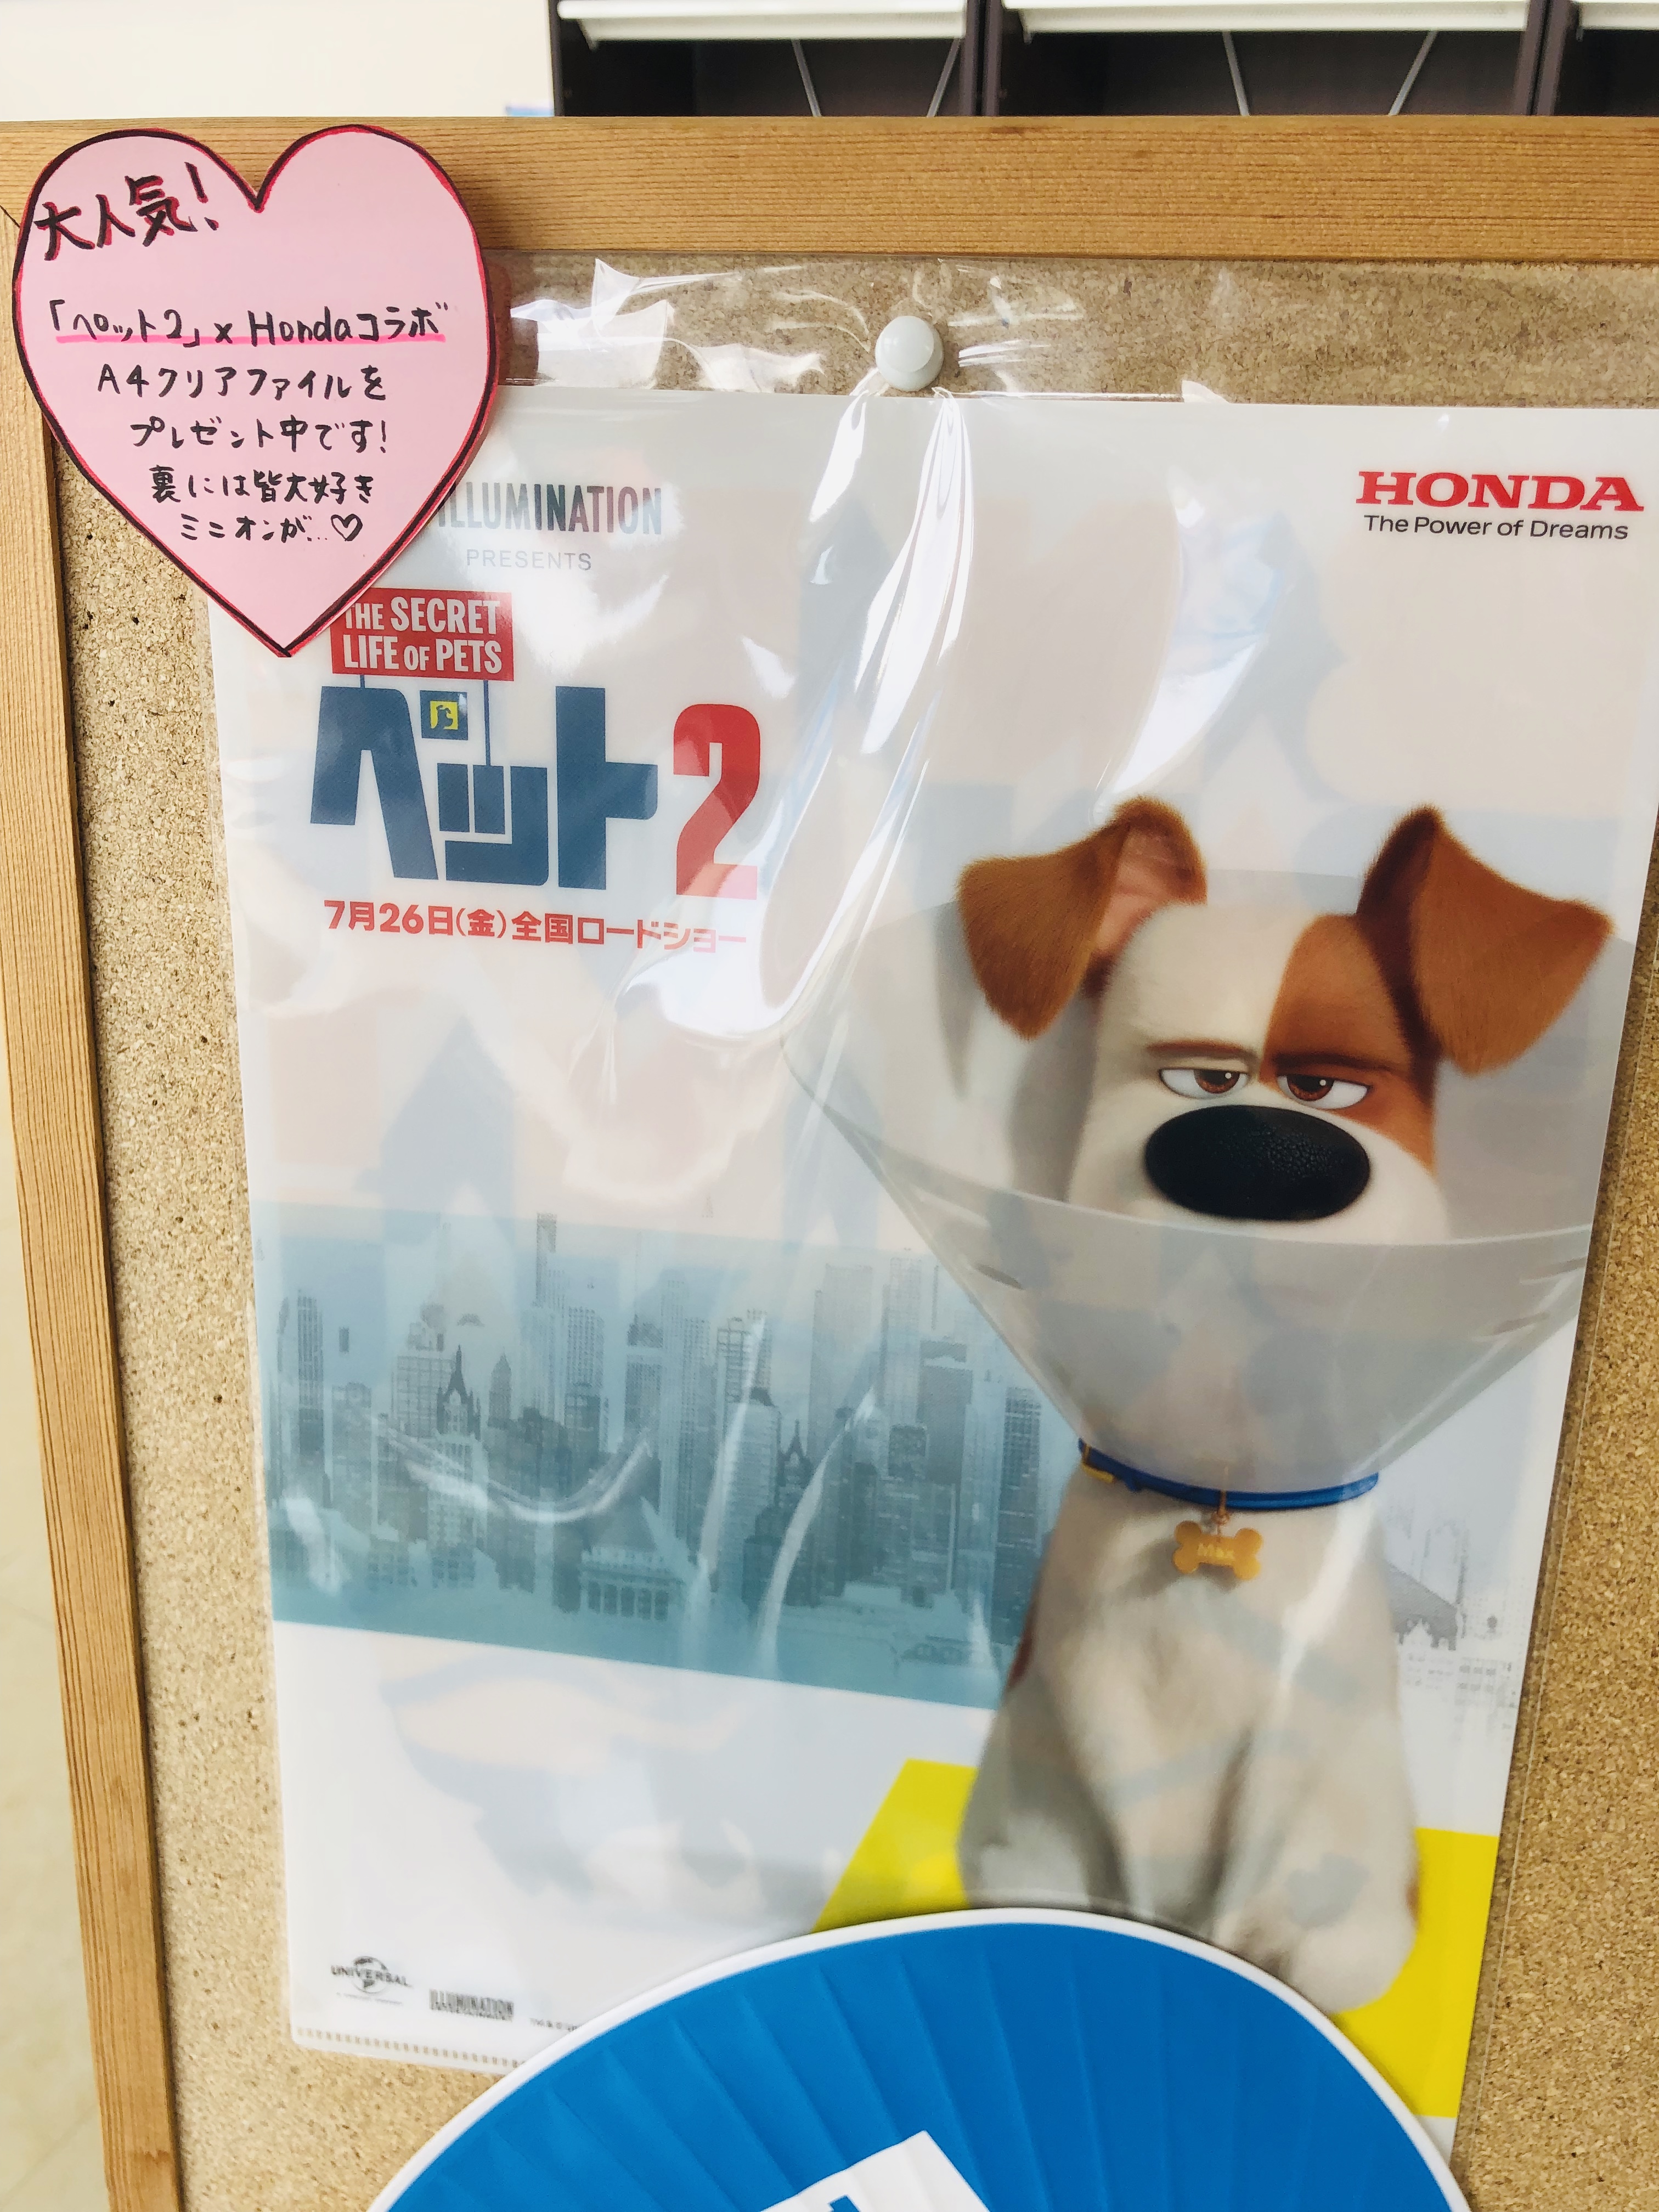 大人気!
「ペット2」x Hondaコラボ
A4クリアファイルを
プレゼント中です!
裏には皆大好き
ミニオンが…♡
ILLUMINATION
PRESENTS
HONDA
The Power of Dreams
THE SECRET
LIFE OF PETS
ペット2
7月26日(金)全国ロードショー
Max
UNIVERSAL
ILLUMINATION